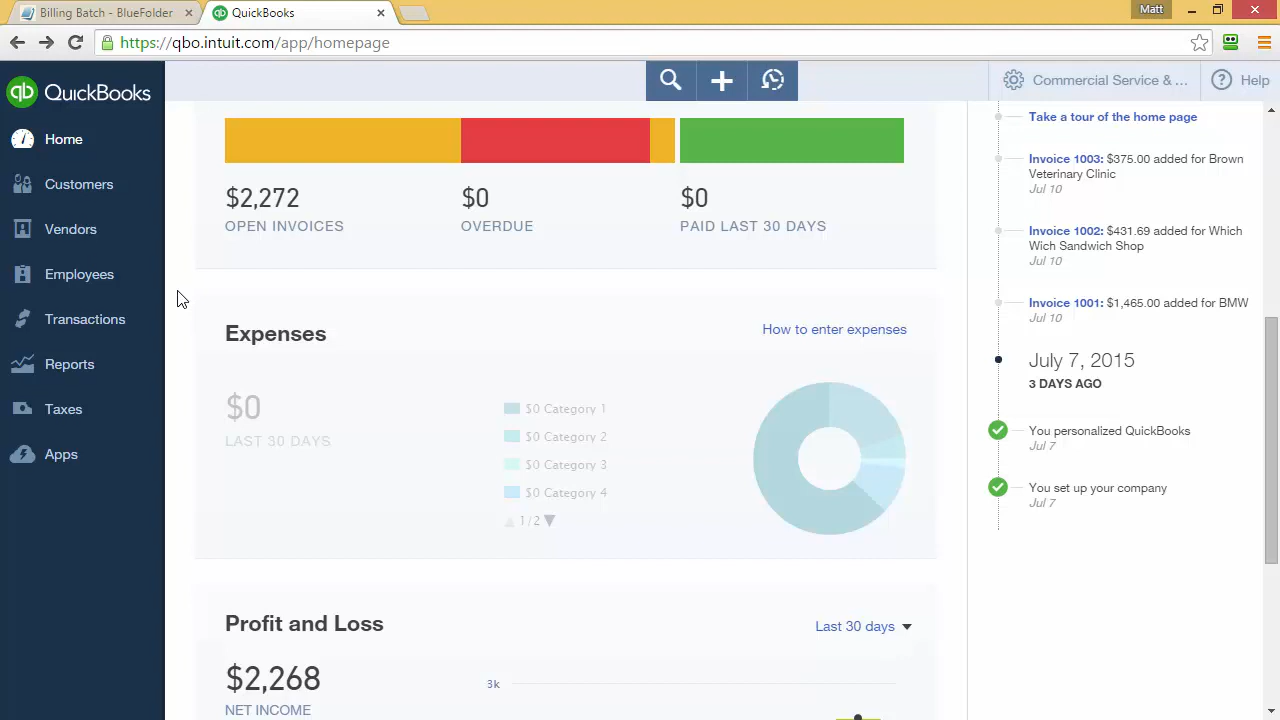 Billing Batch - BlueFolder
QuickBooks
Matt
https://qbo.intuit.com/app/homepage
qb QuickBooks
Commercial Service & ...
Help
Home
Customers
Vendors
Employees
Transactions
Reports
Taxes
Apps
$2,272
OPEN INVOICES
$0
OVERDUE
$0
PAID LAST 30 DAYS
Expenses
How to enter expenses
$0
LAST 30 DAYS
$0 Category 1
$0 Category 2
$0 Category 3
$0 Category 4
1/2
Profit and Loss
Last 30 days
$2,268
NET INCOME
3k
Take a tour of the home page
Invoice 1003: $375.00 added for Brown
Veterinary Clinic
Jul 10
Invoice 1002: $431.69 added for Which
Wich Sandwich Shop
Jul 10
Invoice 1001: $1,465.00 added for BMW
Jul 10
July 7, 2015
3 DAYS AGO
You personalized QuickBooks
Jul 7
You set up your company
Jul 7